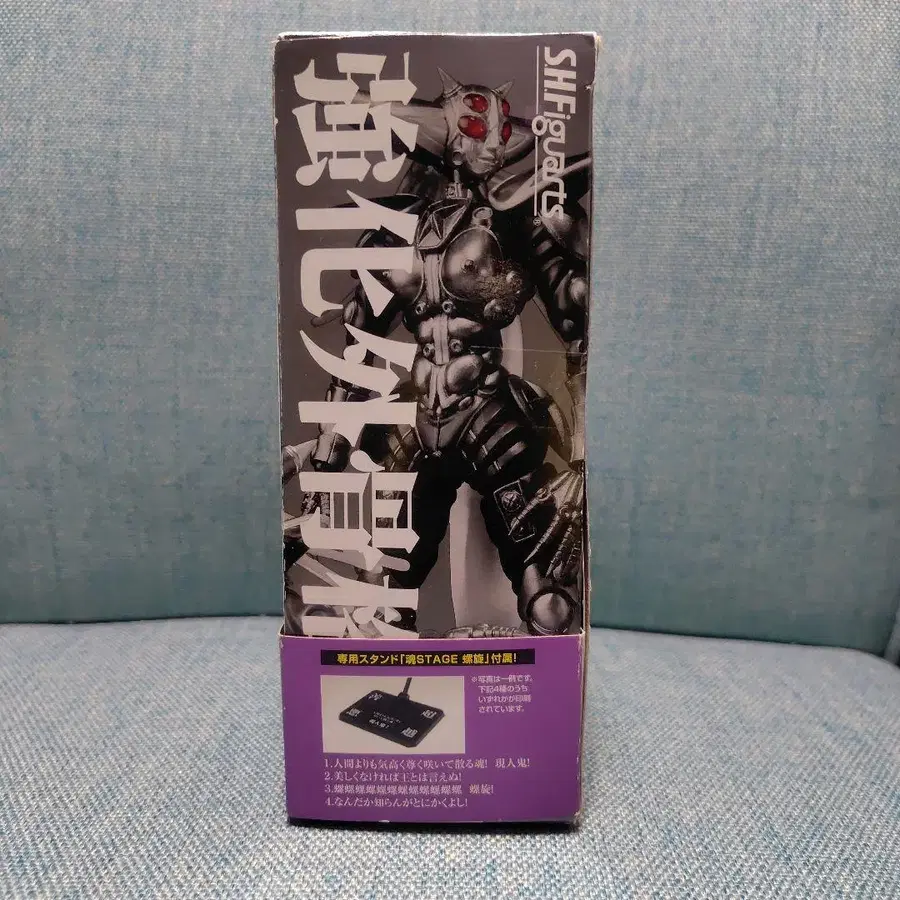 強化外骨格
S.H.Figuarts®
専用スタンド「魂STAGE 螺旋」付属!
※写真は一例です。
下記4種のうち
いずれかが印刷
されています。
1.人間よりも気高く尊く咲いて散る魂! 現人鬼!
2.美しくなければ王とは言えぬ!
3.螺螺螺螺螺螺螺螺螺螺螺螺 螺旋!
4.なんだか知らんがとにかくよし!